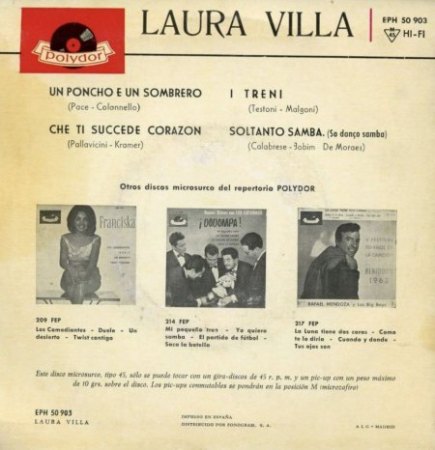 Polydor
LAURA VILLA
EPH 50 903
HI-FI
UN PONCHO E UN SOMBRERO
(Pace - Colonnello)
CHE TI SUCCEDE CORAZON
(Pallavicini - Kramer)
I TRENI
(Testoni - Malgoni)
SOLTANTO SAMBA. (So danço samba)
(Calabrese - Jobim De Moraes)
Otros discos microsurco del repertorio POLYDOR
Franciska
¡DODOMPA!
BENIDORM
1963
RAFAEL MENDOZA y Los Big Boys
209 FEP
Los Comediantes - Duelo - Un
desierto - Twist contigo
214 FEP
Mi pequeño tren - Yo quiero
samba - El partido de fútbol -
Saca la botella
217 FEP
La Luna tiene dos caras - Como
te lo diría - Cuando y donde -
Tus ojos son
Este disco microsurco, tipo 45, sólo se puede tocar con un gira-discos de 45 r. p. m. y un pic-up con un peso máximo
de 10 grs. sobre el disco. Los pic-ups conmutables se pondrán en la posición M (microzafiro)
EPH 50 903
LAURA VILLA
IMPRESO EN ESPAÑA
DISTRIBUIDO POR FONOGRAM, S. A.
A L G - MADRID